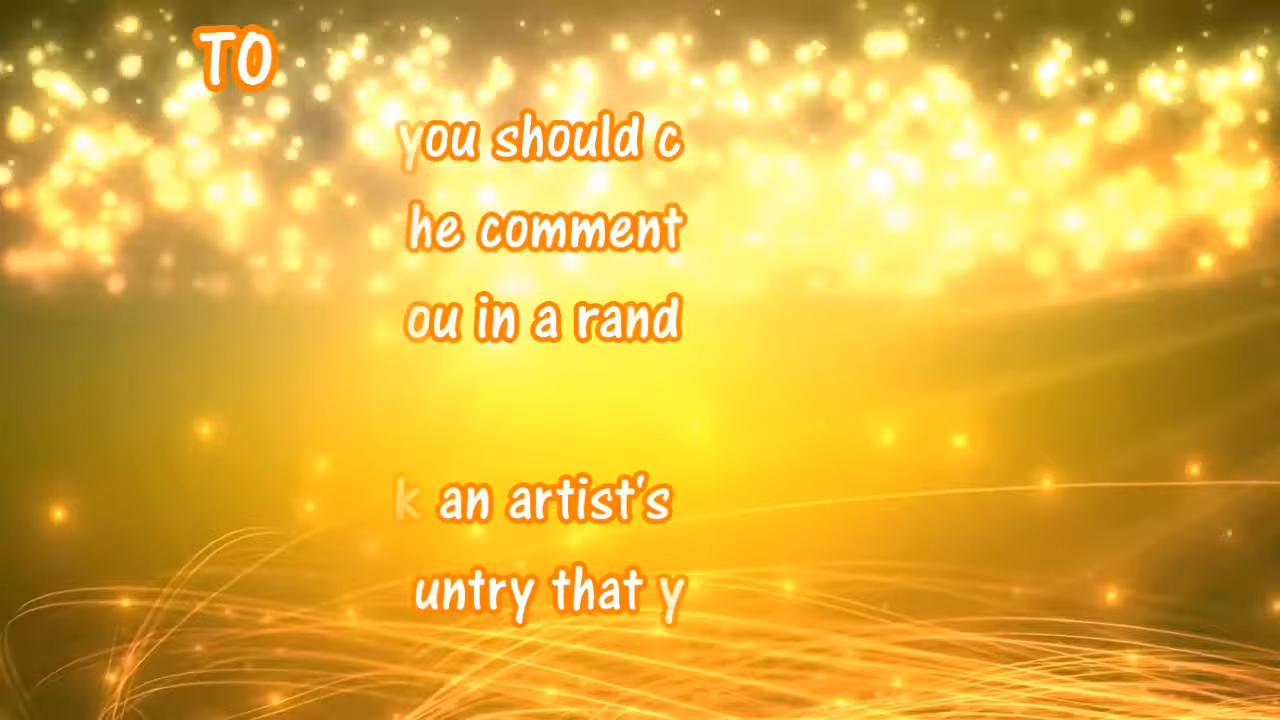 TO
you should c
he comment
ou in a rand
k an artist's
untry that y